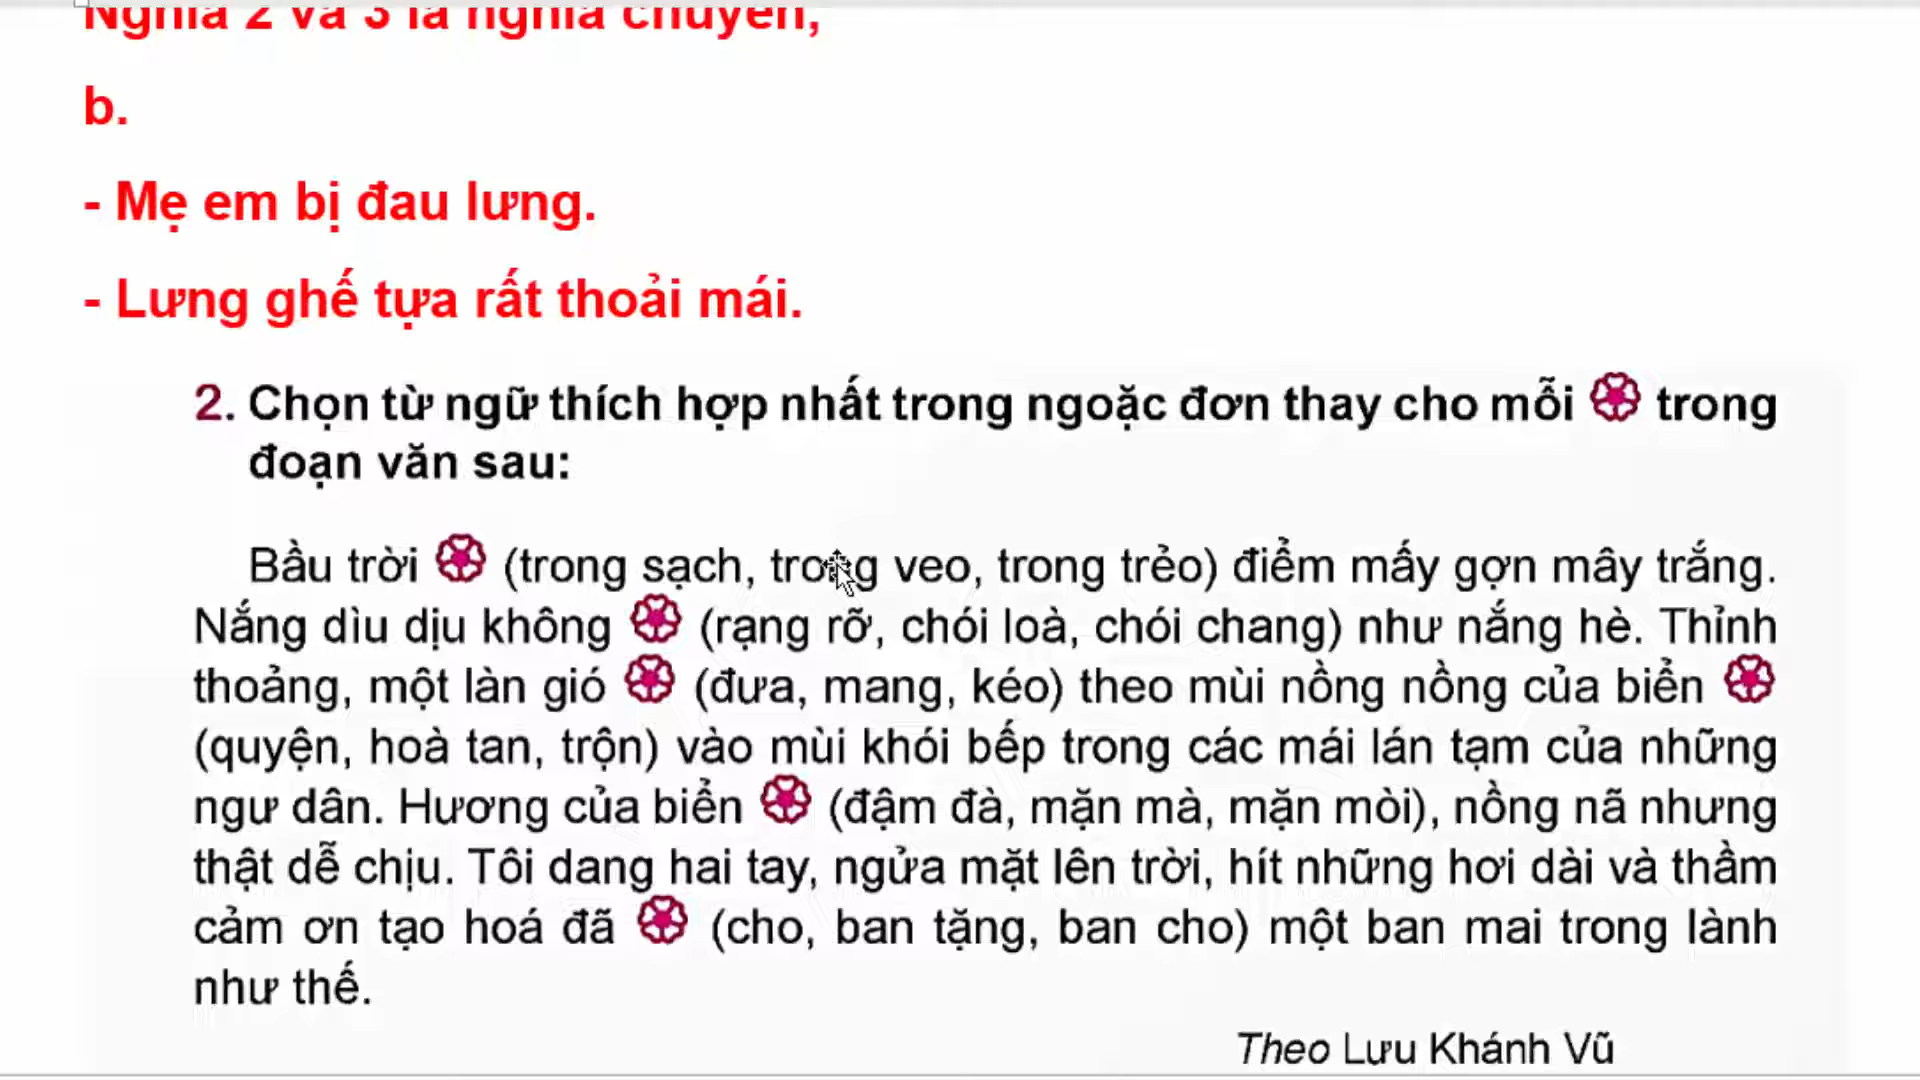 Nghĩa 2 và 3 là nghĩa chuyển,
b.
- Mẹ em bị đau lưng.
- Lưng ghế tựa rất thoải mái.
2. Chọn từ ngữ thích hợp nhất trong ngoặc đơn thay cho mỗi trong
đoạn văn sau:
Bầu trời (trong sạch, trong veo, trong trẻo) điểm mấy gợn mây trắng.
Nắng dìu dịu không (rạng rỡ, chói loà, chói chang) như nắng hè. Thỉnh
thoảng, một làn gió (đưa, mang, kéo) theo mùi nồng nồng của biển
(quyện, hoà tan, trộn) vào mùi khói bếp trong các mái lán tạm của những
ngư dân. Hương của biển (đậm đà, mặn mà, mặn mòi), nồng nã nhưng
thật dễ chịu. Tôi dang hai tay, ngửa mặt lên trời, hít những hơi dài và thầm
cảm ơn tạo hoá đã (cho, ban tặng, ban cho) một ban mai trong lành
như thế.
Theo Lưu Khánh Vũ